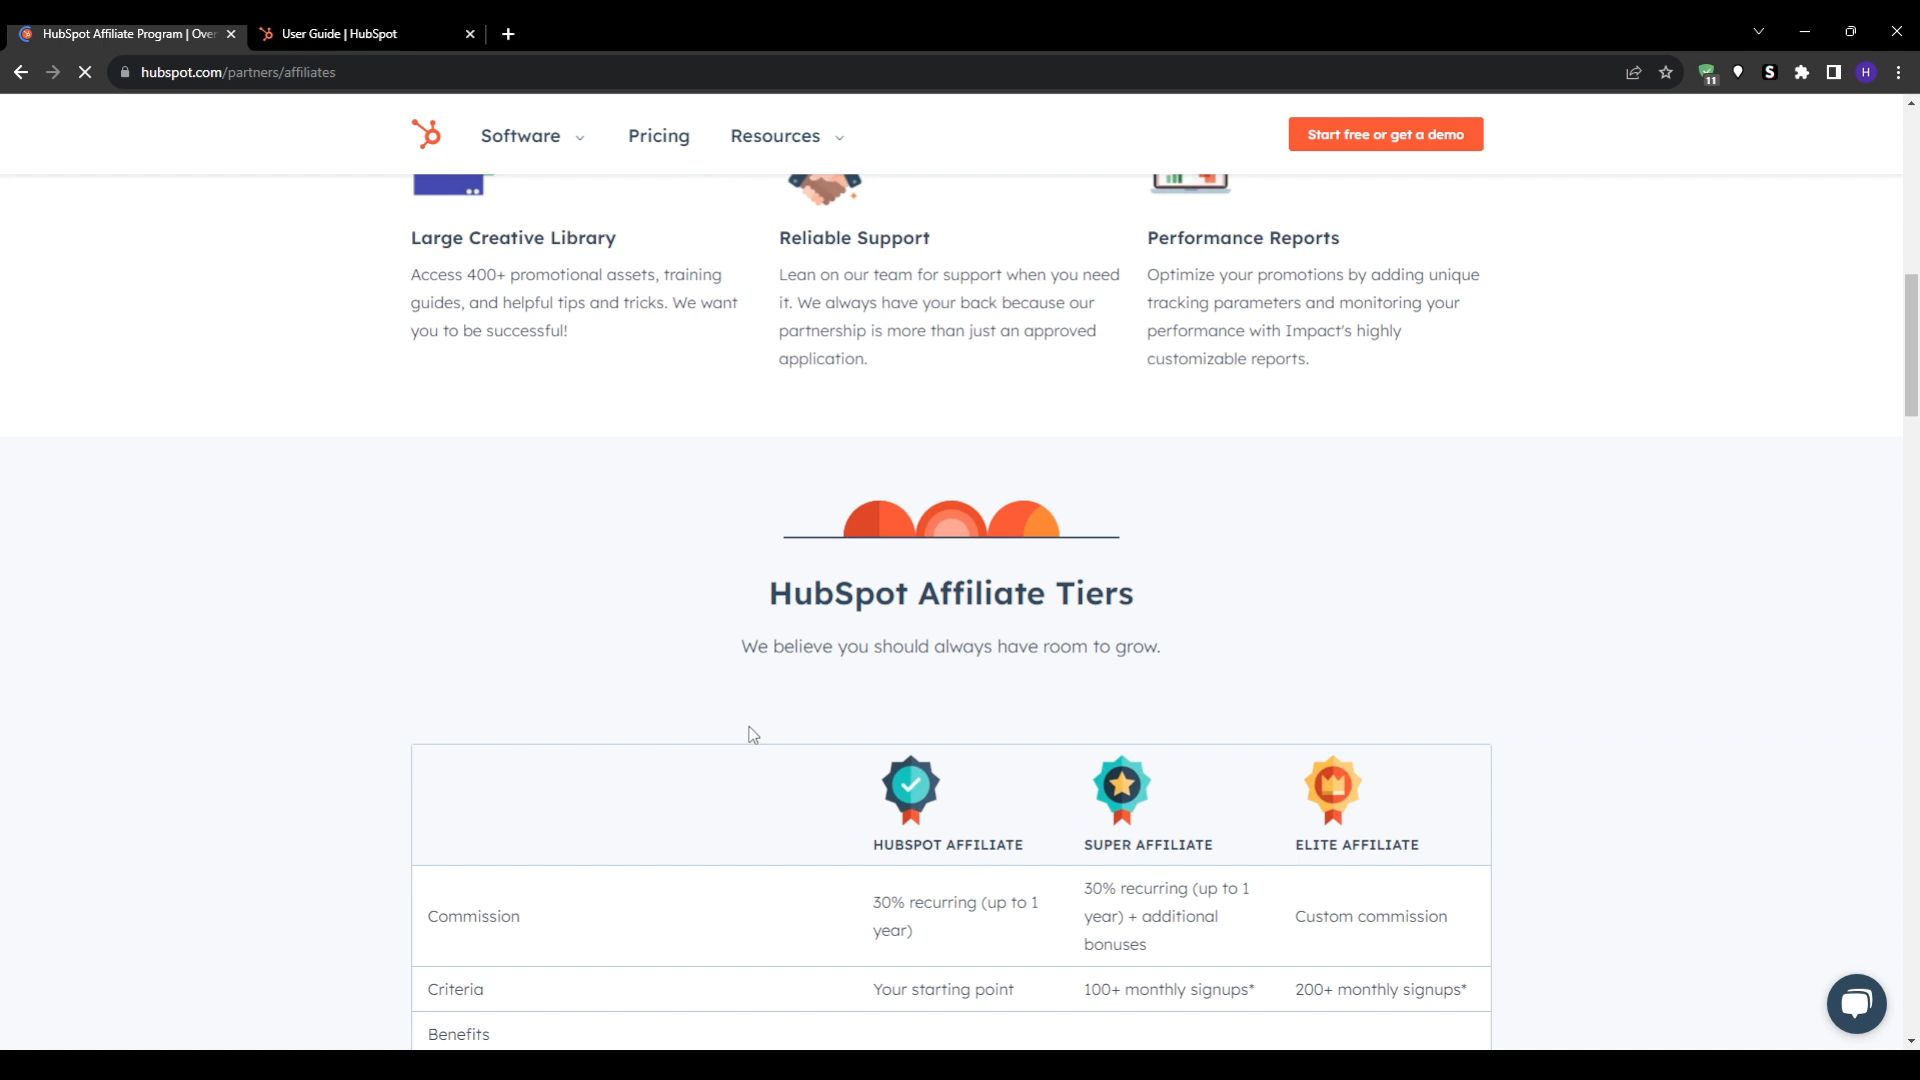 HubSpot Affiliate Program | Over
User Guide | HubSpot
hubspot.com/partners/affiliates
11
S
H
Software
Pricing
Resources
Start free or get a demo
Large Creative Library
Access 400+ promotional assets, training
guides, and helpful tips and tricks. We want
you to be successful!
Reliable Support
Lean on our team for support when you need
it. We always have your back because our
partnership is more than just an approved
application.
Performance Reports
Optimize your promotions by adding unique
tracking parameters and monitoring your
performance with Impact's highly
customizable reports.
HubSpot Affiliate Tiers
We believe you should always have room to grow.
HUBSPOT AFFILIATE
SUPER AFFILIATE
ELITE AFFILIATE
Commission
30% recurring (up to 1
year)
30% recurring (up to 1
year) + additional
bonuses
Custom commission
Criteria
Your starting point
100+ monthly signups*
200+ monthly signups*
Benefits